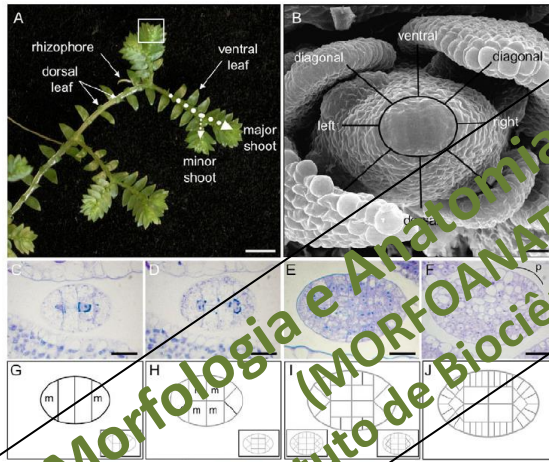 A
rhizophore
dorsal
leaf
ventral
leaf
major
shoot
minor
shoot
B
ventral
diagonal
diagonal
left
right
C
D
E
F
p
G
m
m
H
m
m
m
I
J
Morfologia e Anatomia
(MORFOANAT
Instituto de Biociê